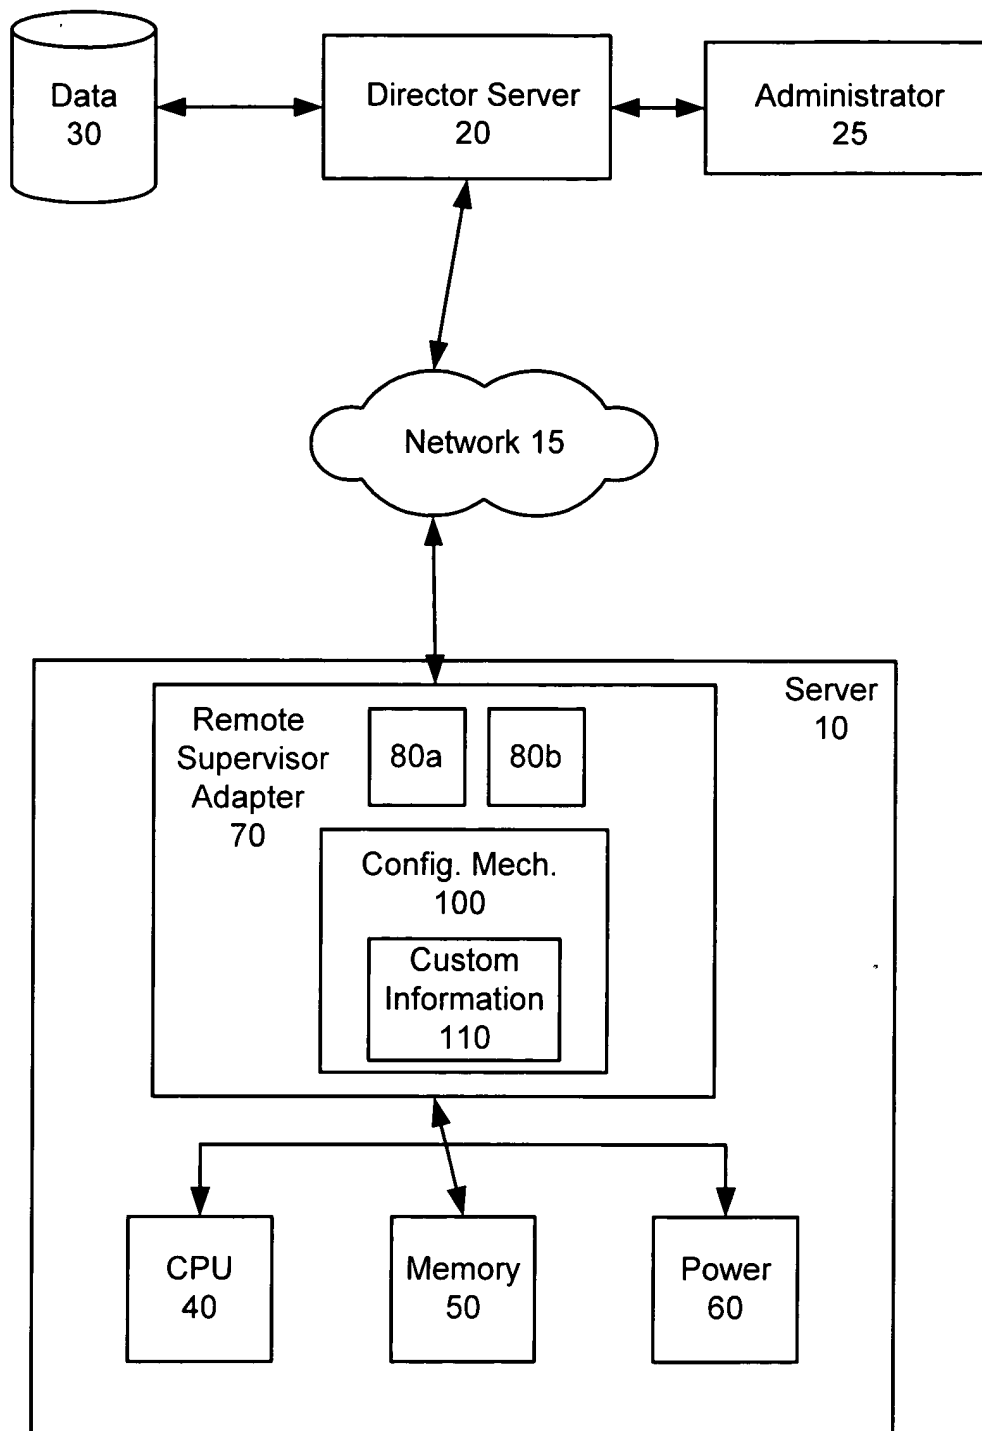 Data
30
Director Server
20
Administrator
25
Network 15
Server
10
Remote
Supervisor
Adapter
70
80a
80b
Config. Mech.
100
Custom
Information
110
CPU
40
Memory
50
Power
60